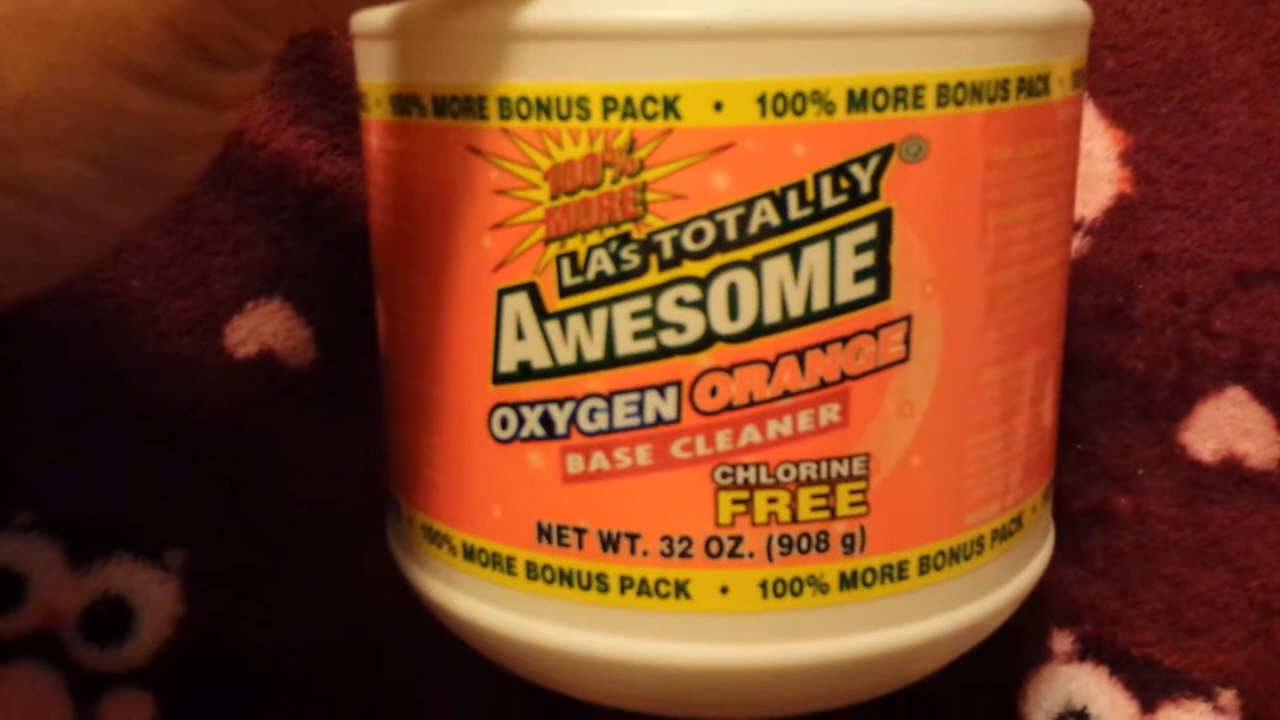 100% MORE BONUS PACK • 100% MORE BONUS PACK
100%
MORE
LA'S TOTALLY
AWESOME
OXYGEN ORANGE
BASE CLEANER
CHLORINE
FREE
NET WT. 32 OZ. (908 g)
100% MORE BONUS PACK • 100% MORE BONUS PACK